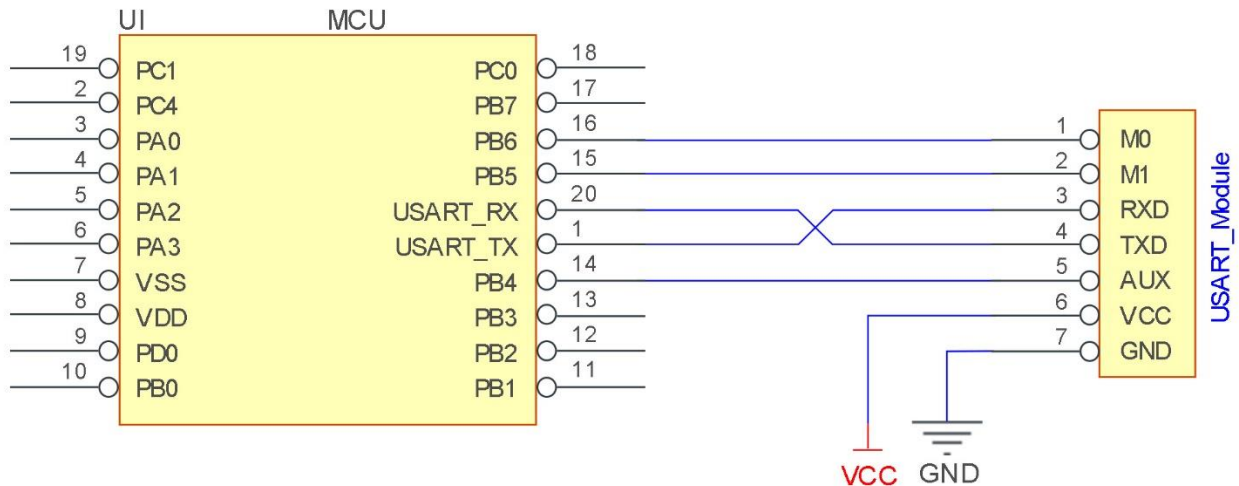 UI MCU
19 PC1 PC0 18
2 PC4 PB7 17
3 PA0 PB6 16 1 M0
4 PA1 PB5 15 2 M1
5 PA2 USART_RX 20 3 RXD
6 PA3 USART_TX 1 4 TXD
7 VSS PB4 14 5 AUX
8 VDD PB3 13 6 VCC
9 PD0 PB2 12 7 GND
10 PB0 PB1 11
USART_Module
VCC GND